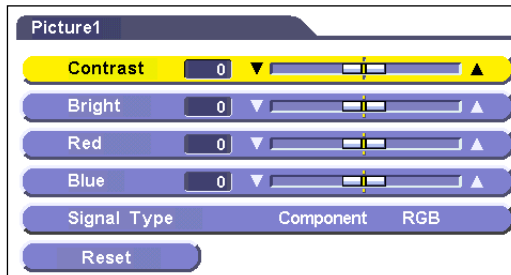 Picture1
Contrast 0
Bright 0
Red 0
Blue 0
Signal Type Component RGB
Reset